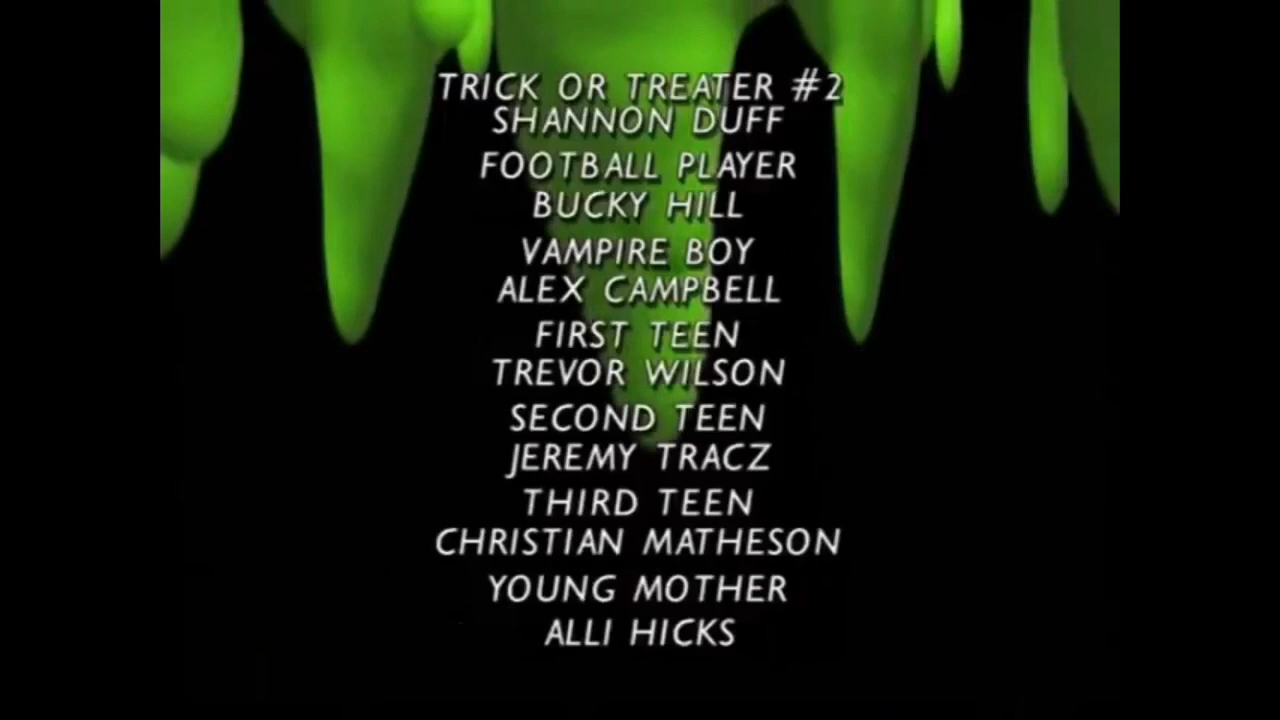 TRICK OR TREATER #2
SHANNON DUFF
FOOTBALL PLAYER
BUCKY HILL
VAMPIRE BOY
ALEX CAMPBELL
FIRST TEEN
TREVOR WILSON
SECOND TEEN
JEREMY TRACZ
THIRD TEEN
CHRISTIAN MATHESON
YOUNG MOTHER
ALLI HICKS